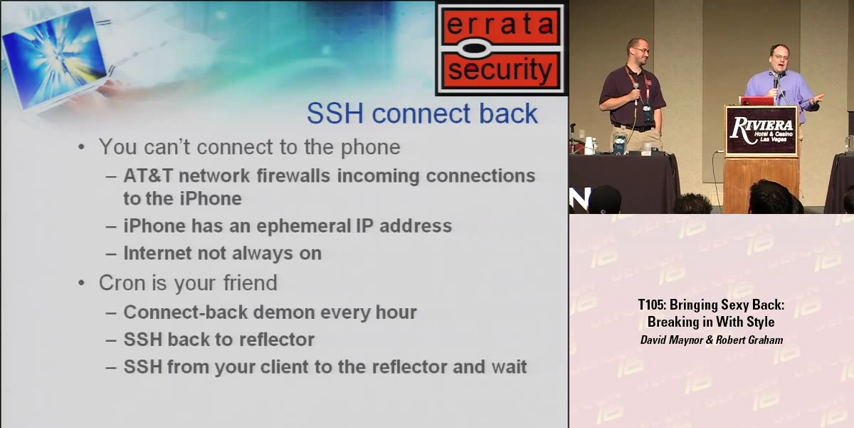 errata
security
SSH connect back
• You can't connect to the phone
– AT&T network firewalls incoming connections
to the iPhone
– iPhone has an ephemeral IP address
– Internet not always on
• Cron is your friend
– Connect-back demon every hour
– SSH back to reflector
– SSH from your client to the reflector and wait
RIVIERA
Hotel & Casino
Las Vegas
N
T105: Bringing Sexy Back:
Breaking in With Style
David Maynor & Robert Graham